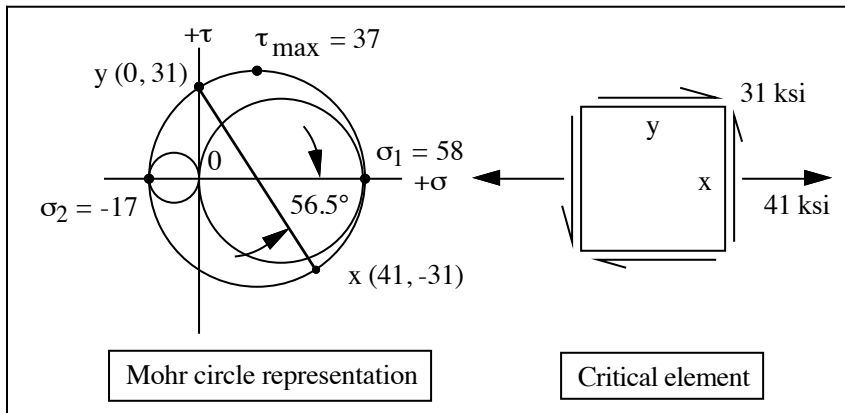 +τ
τmax = 37
y (0, 31)
0
σ1 = 58
+σ
σ2 = -17
56.5°
x (41, -31)
Mohr circle representation
31 ksi
y
x
41 ksi
Critical element